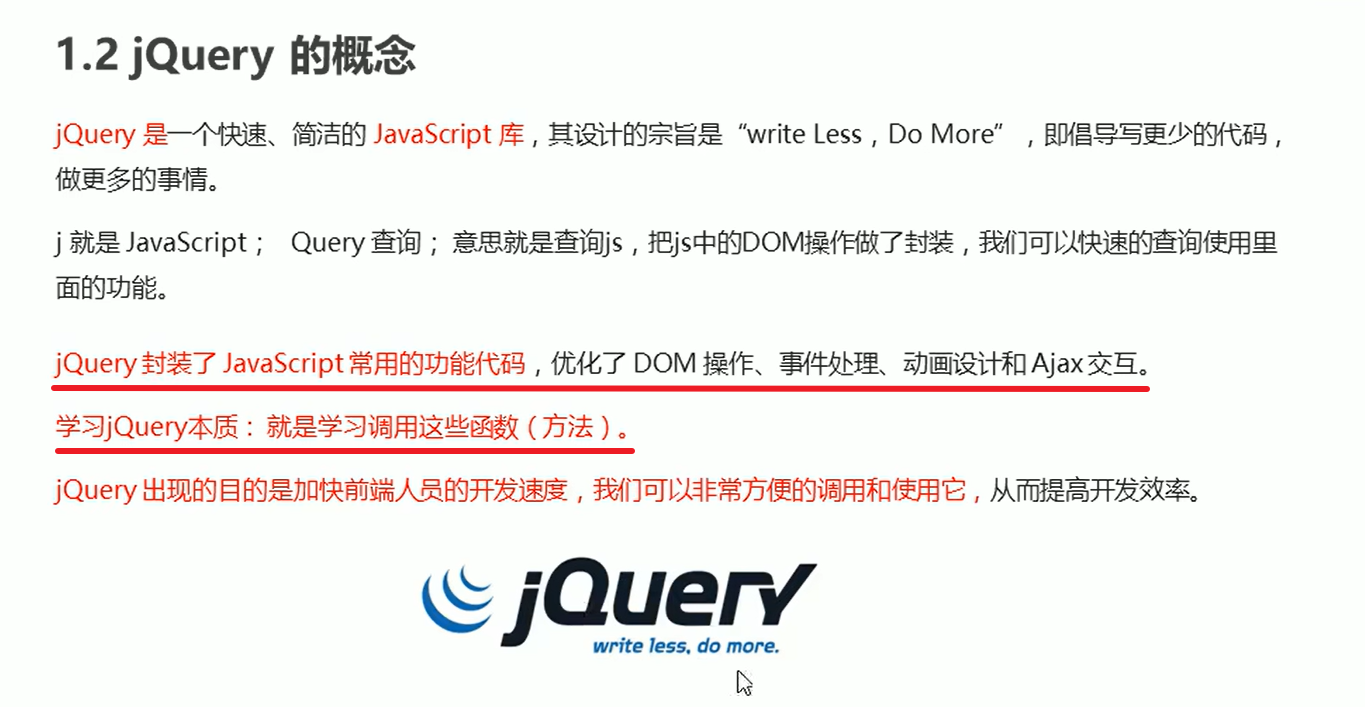 1.2 jQuery 的概念
jQuery 是一个快速、简洁的 JavaScript 库，其设计的宗旨是“write Less，Do More”，即倡导写更少的代码，
做更多的事情。
j 就是 JavaScript； Query 查询； 意思就是查询js，把js中的DOM操作做了封装，我们可以快速的查询使用里
面的功能。
jQuery 封装了 JavaScript 常用的功能代码，优化了 DOM 操作、事件处理、动画设计和 Ajax 交互。
学习jQuery本质： 就是学习调用这些函数（方法）。
jQuery 出现的目的是加快前端人员的开发速度，我们可以非常方便的调用和使用它，从而提高开发效率。
jQuery
write less, do more.